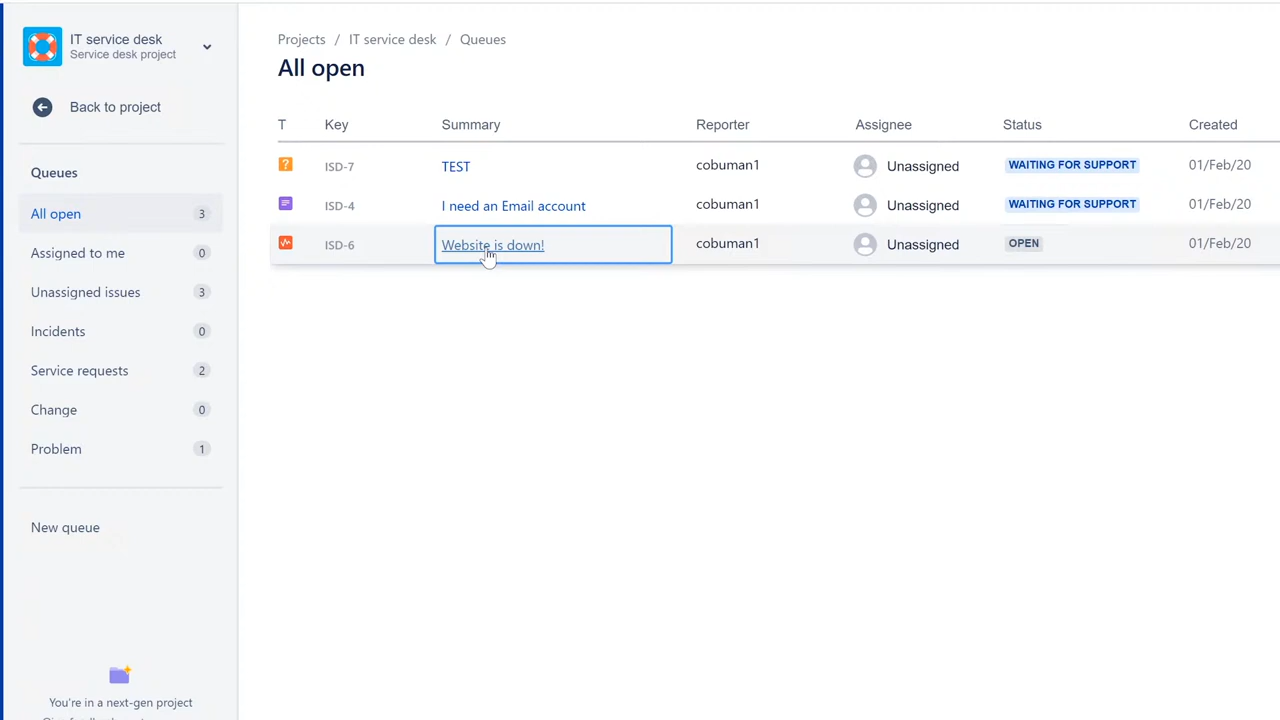 IT service desk
Service desk project
Back to project
Queues
All open 3
Assigned to me 0
Unassigned issues 3
Incidents 0
Service requests 2
Change 0
Problem 1
New queue
You're in a next-gen project
Projects / IT service desk / Queues
All open
T Key Summary Reporter Assignee Status Created
? ISD-7 TEST cobuman1 Unassigned WAITING FOR SUPPORT 01/Feb/20
ISD-4 I need an Email account cobuman1 Unassigned WAITING FOR SUPPORT 01/Feb/20
ISD-6 Website is down! cobuman1 Unassigned OPEN 01/Feb/20